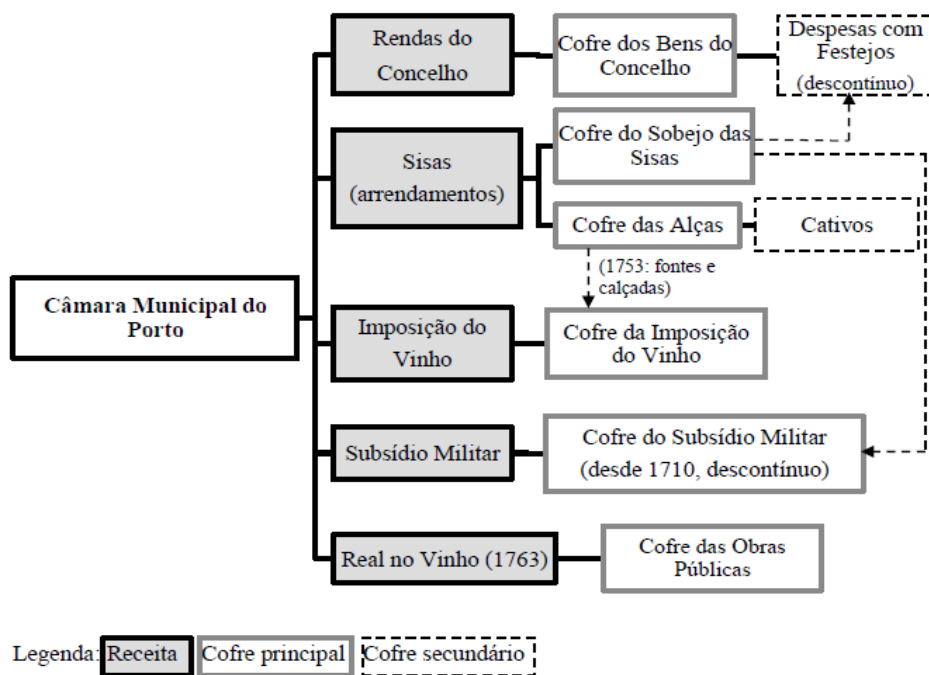 Câmara Municipal do
Porto
Rendas do
Concelho
Cofre dos Bens do
Concelho
Despesas com
Festejos
(descontínuo)
Sisas
(arrendamentos)
Cofre do Sobejo das
Sisas
Cofre das Alças
Cativos
(1753: fontes e
calçadas)
Imposição do
Vinho
Cofre da Imposição
do Vinho
Subsídio Militar
Cofre do Subsídio Militar
(desde 1710, descontínuo)
Real no Vinho (1763)
Cofre das Obras
Públicas
Legenda: Receita Cofre principal Cofre secundário